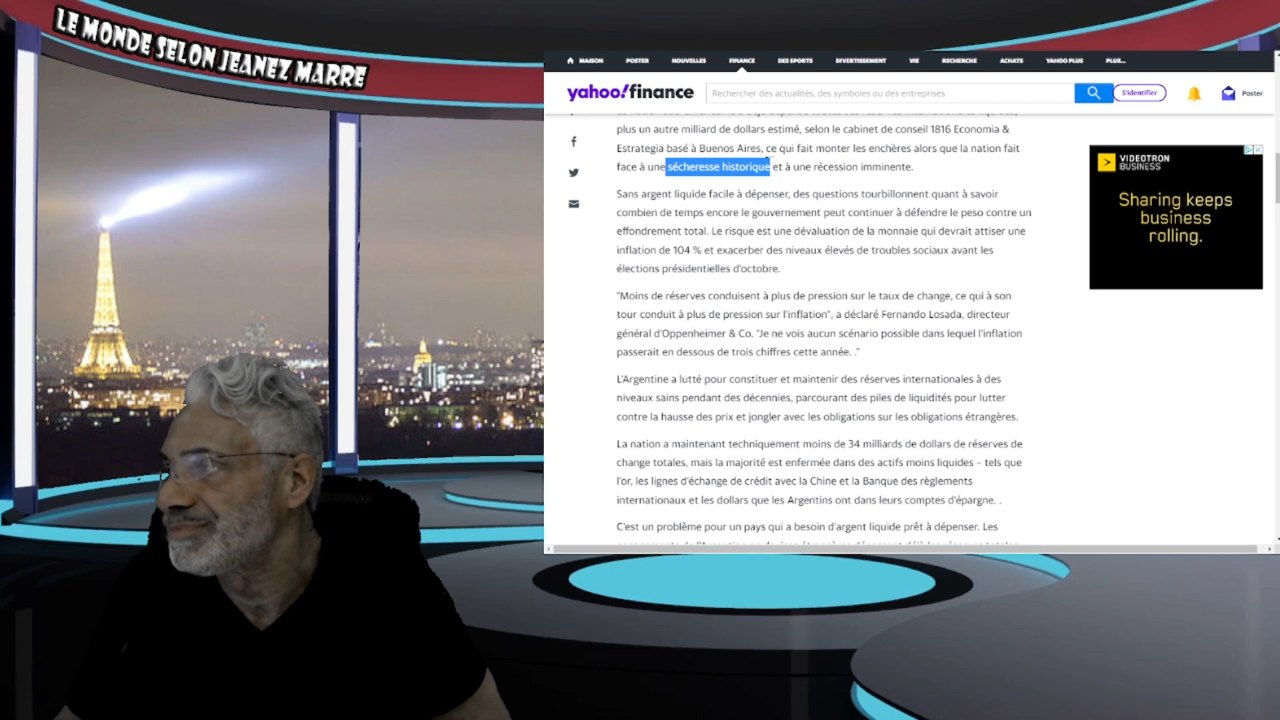 LE MONDE SELON JEANEZ MARRE
MAISON POSTER NOUVELLES FINANCE DES SPORTS DIVERTISSEMENT VIE RECHERCHE ACHATS YAHOO PLUS PLUS...
yahoo!finance
Rechercher des actualités, des symboles ou des entreprises
S'identifier
Poster
plus un autre milliard de dollars estimé, selon le cabinet de conseil 1816 Economia &
Estrategia basé à Buenos Aires, ce qui fait monter les enchères alors que la nation fait
face à une sécheresse historique et à une récession imminente.
Sans argent liquide facile à dépenser, des questions tourbillonnent quant à savoir
combien de temps encore le gouvernement peut continuer à défendre le peso contre un
effondrement total. Le risque est une dévaluation de la monnaie qui devrait attiser une
inflation de 104 % et exacerber des niveaux élevés de troubles sociaux avant les
élections présidentielles d'octobre.
"Moins de réserves conduisent à plus de pression sur le taux de change, ce qui à son
tour conduit à plus de pression sur l'inflation", a déclaré Fernando Losada, directeur
général d'Oppenheimer & Co. "Je ne vois aucun scénario possible dans lequel l'inflation
passerait en dessous de trois chiffres cette année. ."
L'Argentine a lutté pour constituer et maintenir des réserves internationales à des
niveaux sains pendant des décennies, parcourant des piles de liquidités pour lutter
contre la hausse des prix et jongler avec les obligations sur les obligations étrangères.
La nation a maintenant techniquement moins de 34 milliards de dollars de réserves de
change totales, mais la majorité est enfermée dans des actifs moins liquides – tels que
l'or, les lignes d'échange de crédit avec la Chine et la Banque des règlements
internationaux et les dollars que les Argentins ont dans leurs comptes d'épargne. .
C'est un problème pour un pays qui a besoin d'argent liquide prêt à dépenser. Les
VIDEOTRON
BUSINESS
Sharing keeps
business
rolling.